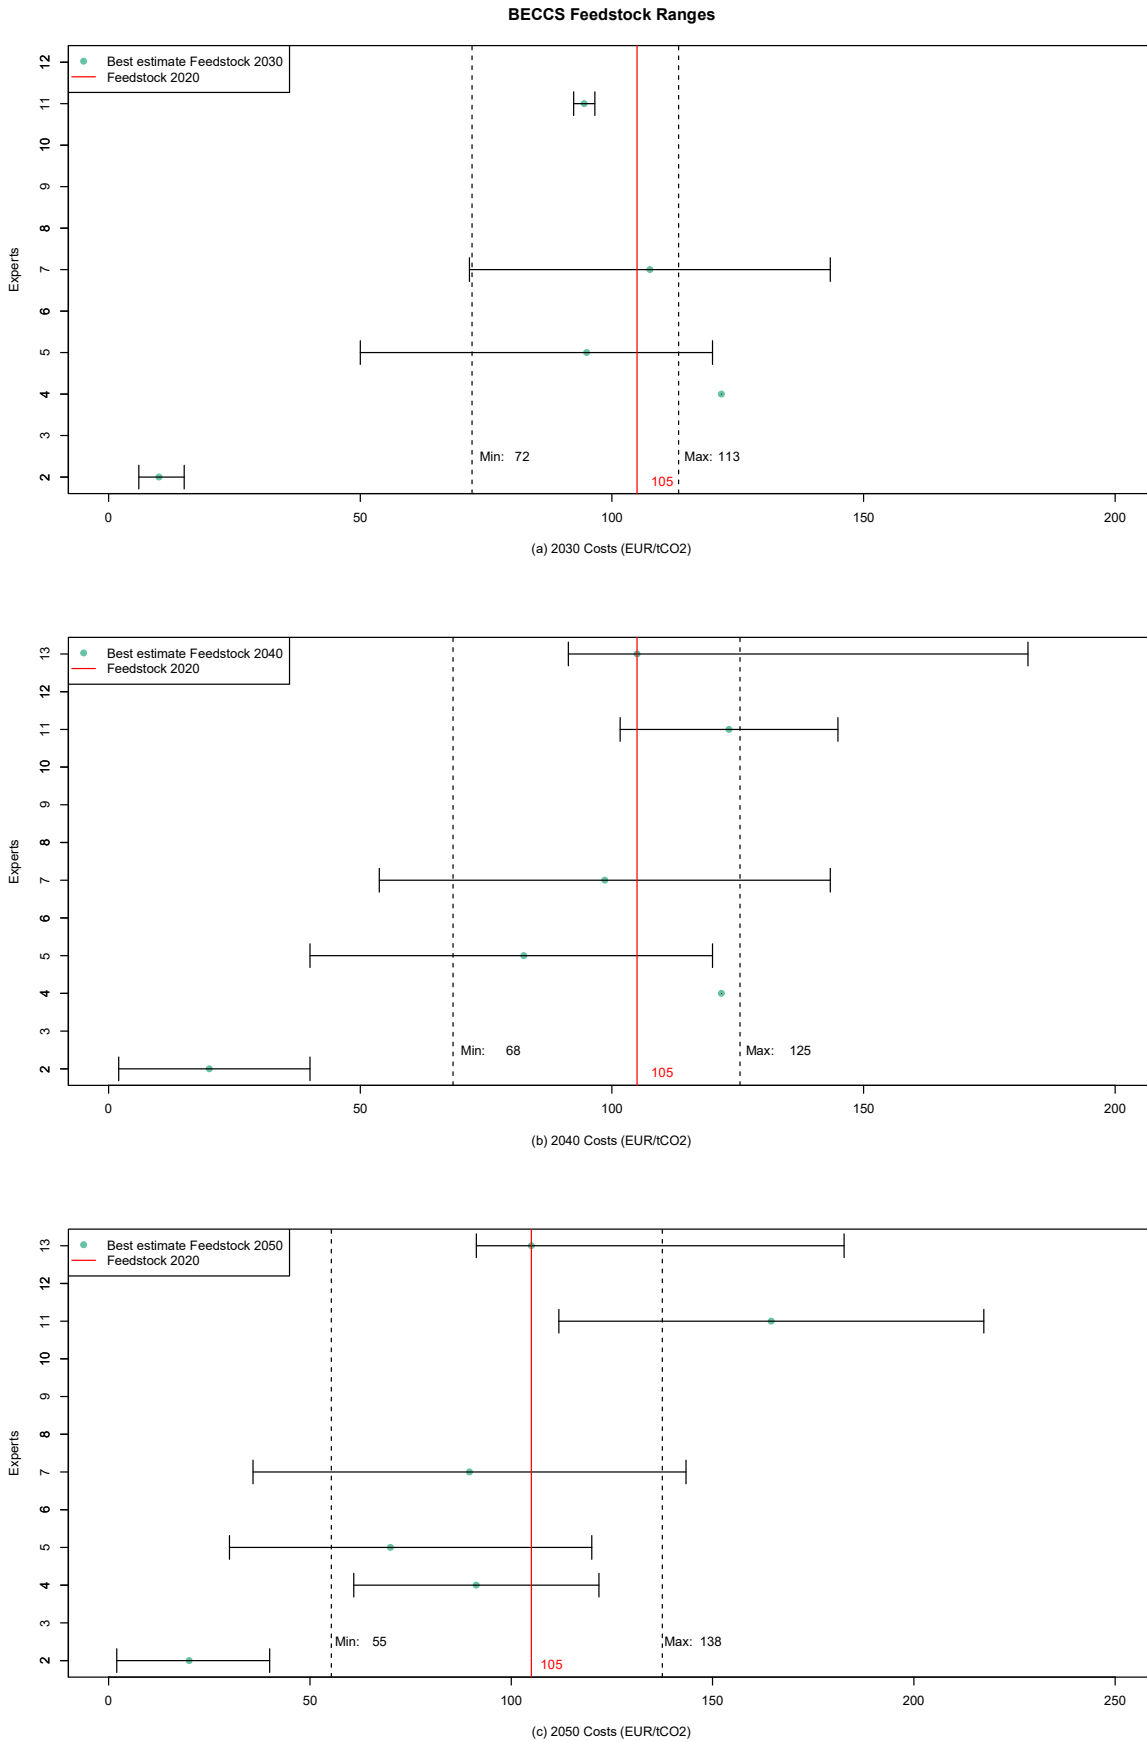 BECCS Feedstock Ranges
Best estimate Feedstock 2030
Feedstock 2020
12
11
10
9
8
7
6
5
4
3
2
Experts
Min: 72
Max: 113
105
0 50 100 150 200
(a) 2030 Costs (EUR/tCO2)
Best estimate Feedstock 2040
Feedstock 2020
13
12
11
10
9
8
7
6
5
4
3
2
Experts
Min: 68
Max: 125
105
0 50 100 150 200
(b) 2040 Costs (EUR/tCO2)
Best estimate Feedstock 2050
Feedstock 2020
13
12
11
10
9
8
7
6
5
4
3
2
Experts
Min: 55
Max: 138
105
0 50 100 150 200 250
(c) 2050 Costs (EUR/tCO2)